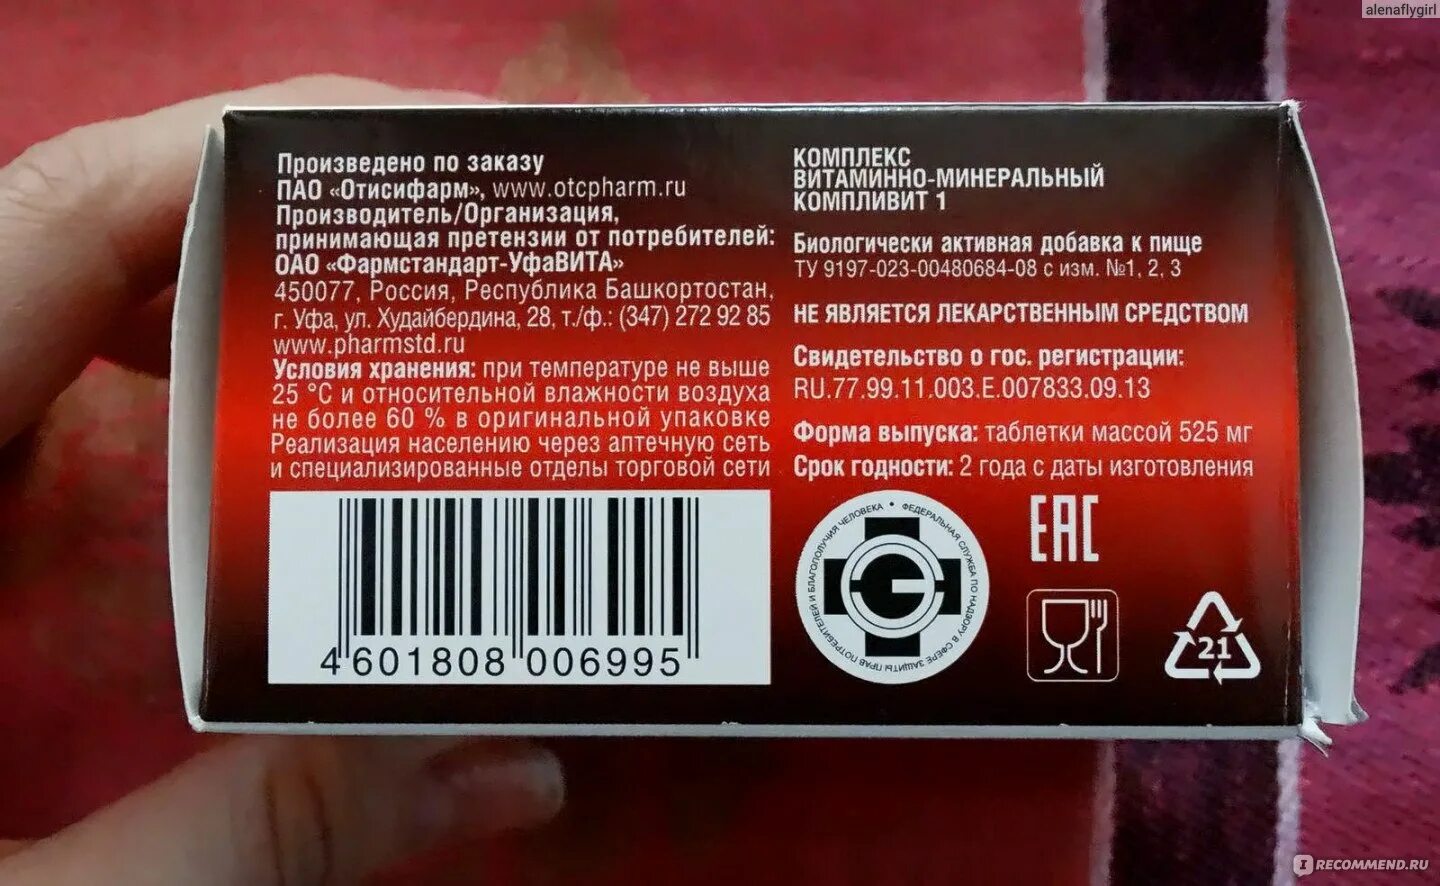 alenaflygirl
Произведено по заказу
ПАО «Отисифарм», www.otcpharm.ru
Производитель/Организация,
принимающая претензии от потребителей:
ОАО «Фармстандарт-УфаВИТА»
450077, Россия, Республика Башкортостан,
г. Уфа, ул. Худайбердина, 28, т./ф.: (347) 272 92 85
www.pharmstd.ru
Условия хранения: при температуре не выше
25 °С и относительной влажности воздуха
не более 60 % в оригинальной упаковке
Реализация населению через аптечную сеть
и специализированные отделы торговой сети
4 601808 006995
КОМПЛЕКС
ВИТАМИННО-МИНЕРАЛЬНЫЙ
КОМПЛИВИТ 1
Биологически активная добавка к пище
ТУ 9197-023-00480684-08 с изм. №1, 2, 3
НЕ ЯВЛЯЕТСЯ ЛЕКАРСТВЕННЫМ СРЕДСТВОМ
Свидетельство о гос. регистрации:
RU.77.99.11.003.Е.007833.09.13
Форма выпуска: таблетки массой 525 мг
Срок годности: 2 года с даты изготовления
ФЕДЕРАЛЬНАЯ СЛУЖБА ПО НАДЗОРУ В СФЕРЕ ЗАЩИТЫ ПРАВ ПОТРЕБИТЕЛЕЙ И БЛАГОПОЛУЧИЯ ЧЕЛОВЕКА •
ЕАС
21
IRECOMMEND.RU